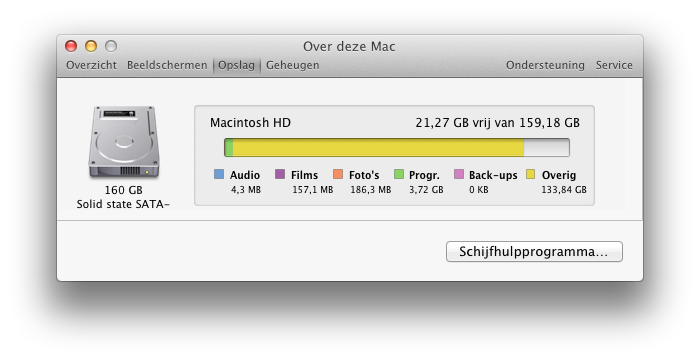 Over deze Mac
Overzicht Beeldschermen Opslag Geheugen Ondersteuning Service
Macintosh HD 21,27 GB vrij van 159,18 GB
Audio Films Foto's Progr. Back-ups Overig
4,3 MB 157,1 MB 186,3 MB 3,72 GB 0 KB 133,84 GB
160 GB
Solid state SATA-
Schijfhulpprogramma...